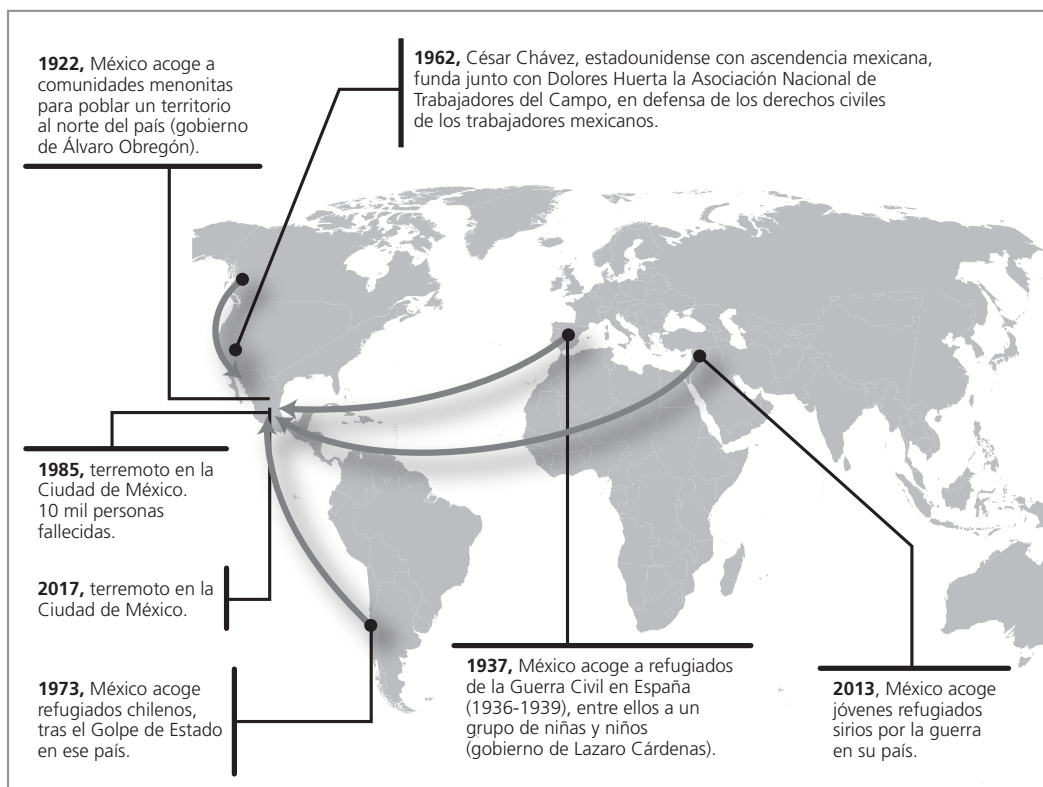 1922, México acoge a
comunidades menonitas
para poblar un territorio
al norte del país (gobierno
de Álvaro Obregón).
1962, César Chávez, estadounidense con ascendencia mexicana,
funda junto con Dolores Huerta la Asociación Nacional de
Trabajadores del Campo, en defensa de los derechos civiles
de los trabajadores mexicanos.
1985, terremoto en la
Ciudad de México.
10 mil personas
fallecidas.
2017, terremoto en la
Ciudad de México.
1973, México acoge
refugiados chilenos,
tras el Golpe de Estado
en ese país.
1937, México acoge a refugiados
de la Guerra Civil en España
(1936-1939), entre ellos a un
grupo de niñas y niños
(gobierno de Lazaro Cárdenas).
2013, México acoge
jóvenes refugiados
sirios por la guerra
en su país.